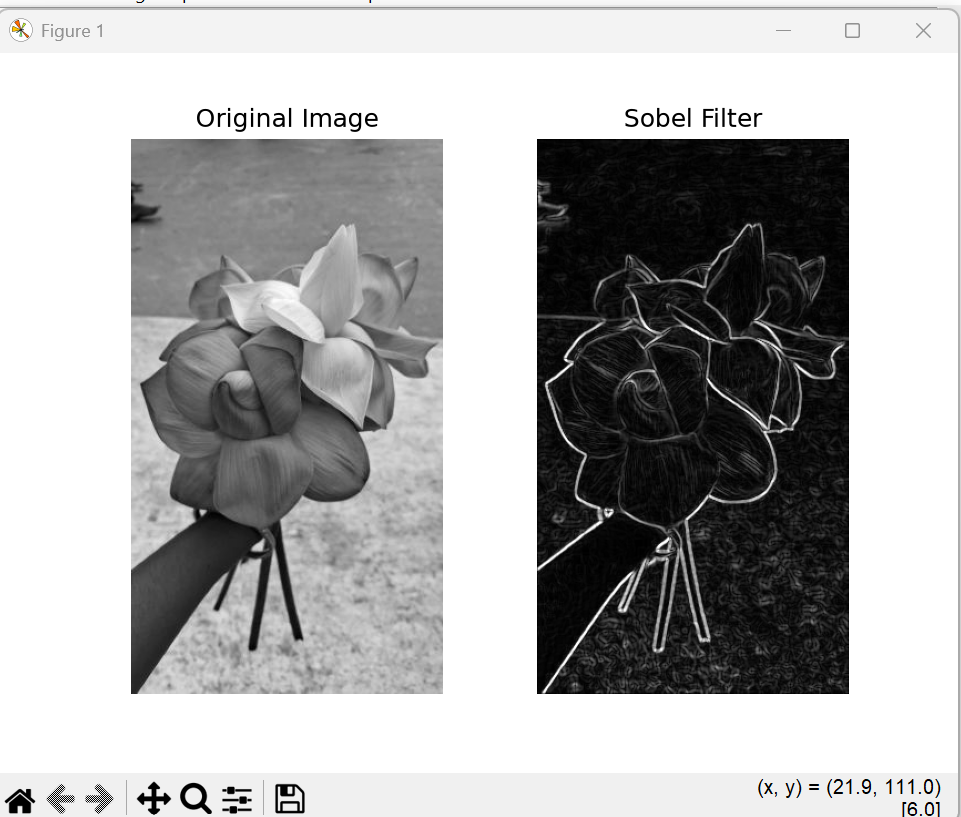 Figure 1
Original Image
Sobel Filter
(x, y) = (21.9, 111.0)
[6.0]